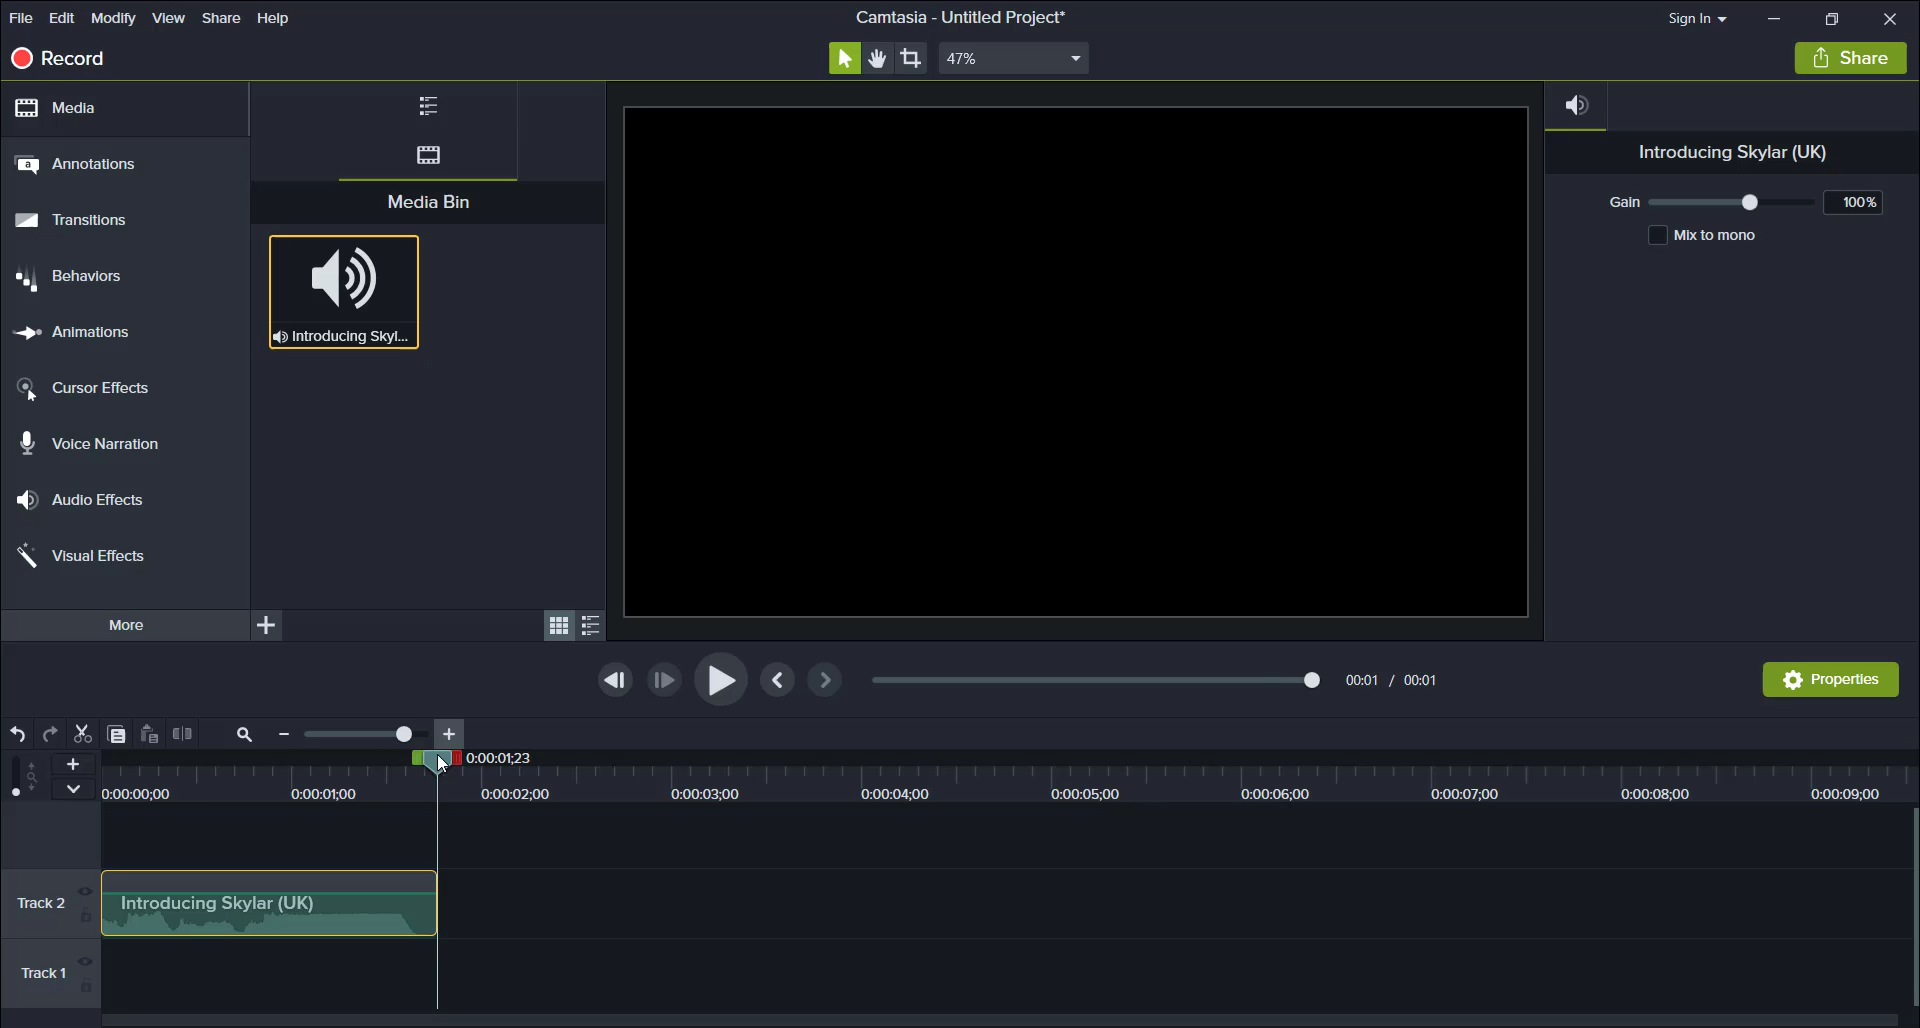 File Edit Modify View Share Help
Camtasia - Untitled Project*
Sign In
Record
47%
Share
Media
Annotations
Transitions
Behaviors
Animations
Cursor Effects
Voice Narration
Audio Effects
Visual Effects
More
Media Bin
Introducing Skyl...
Introducing Skylar (UK)
Gain 100%
Mix to mono
00:01 / 00:01
Properties
0:00:01;23
0:00:00;00 0:00:01;00 0:00:02;00 0:00:03;00 0:00:04;00 0:00:05;00 0:00:06;00 0:00:07;00 0:00:08;00 0:00:09;00
Track 2
Introducing Skylar (UK)
Track 1